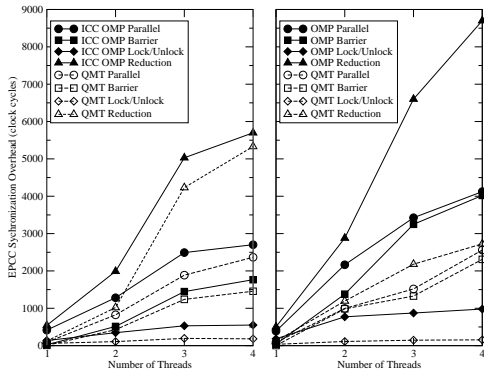 EPCC Sychronization Overhead (clock cycles)
9000
8000
7000
6000
5000
4000
3000
2000
1000
0
ICC OMP Parallel
ICC OMP Barrier
ICC OMP Lock/Unlock
ICC OMP Reduction
QMT Parallel
QMT Barrier
QMT Lock/Unlock
QMT Reduction
1 2 3 4
Number of Threads
OMP Parallel
OMP Barrier
OMP Lock/Unlock
OMP Reduction
QMT Parallel
QMT Barrier
QMT Lock/Unlock
QMT Reduction
1 2 3 4
Number of Threads